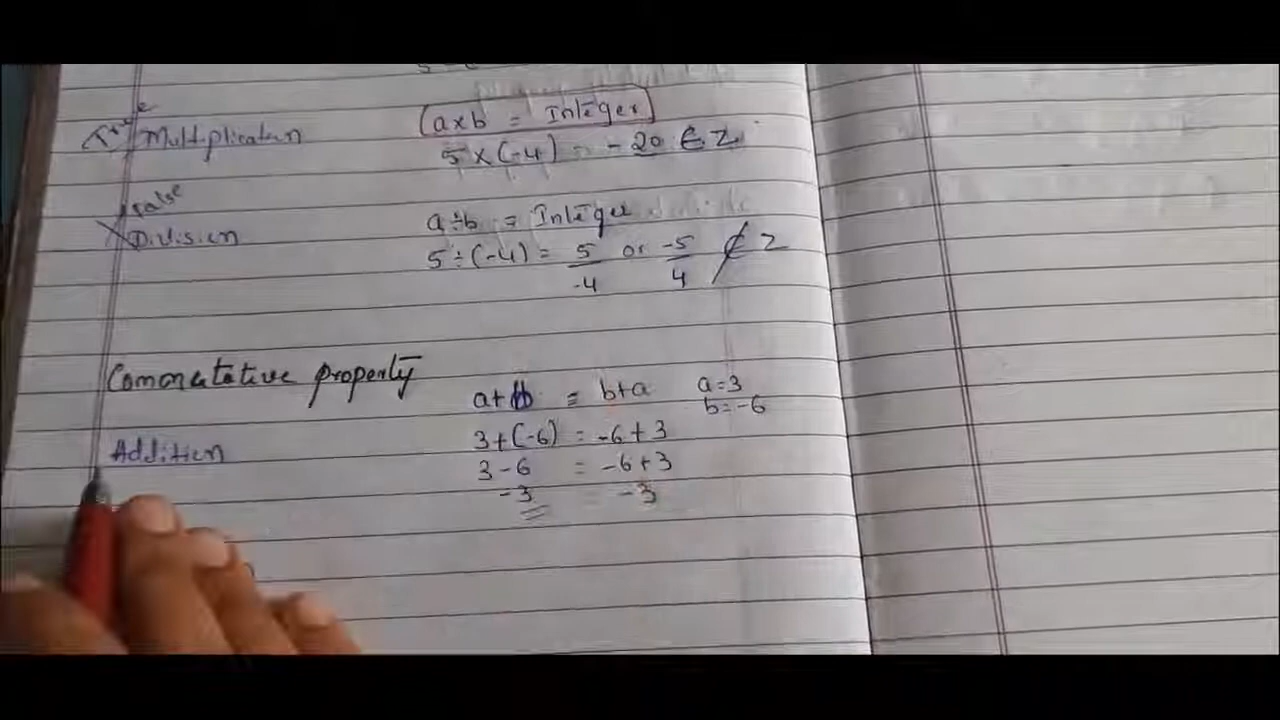 True
Multiplication
a×b = Integer
5×(-4) = -20 ∈ Z
False
Division
a÷b = Integer
5÷(-4) = 5/-4 or -5/4 ∉ Z
Commutative property
a+b = b+a a=3
b=-6
Addition
3+(-6) = -6+3
3-6 = -6+3
-3 = -3